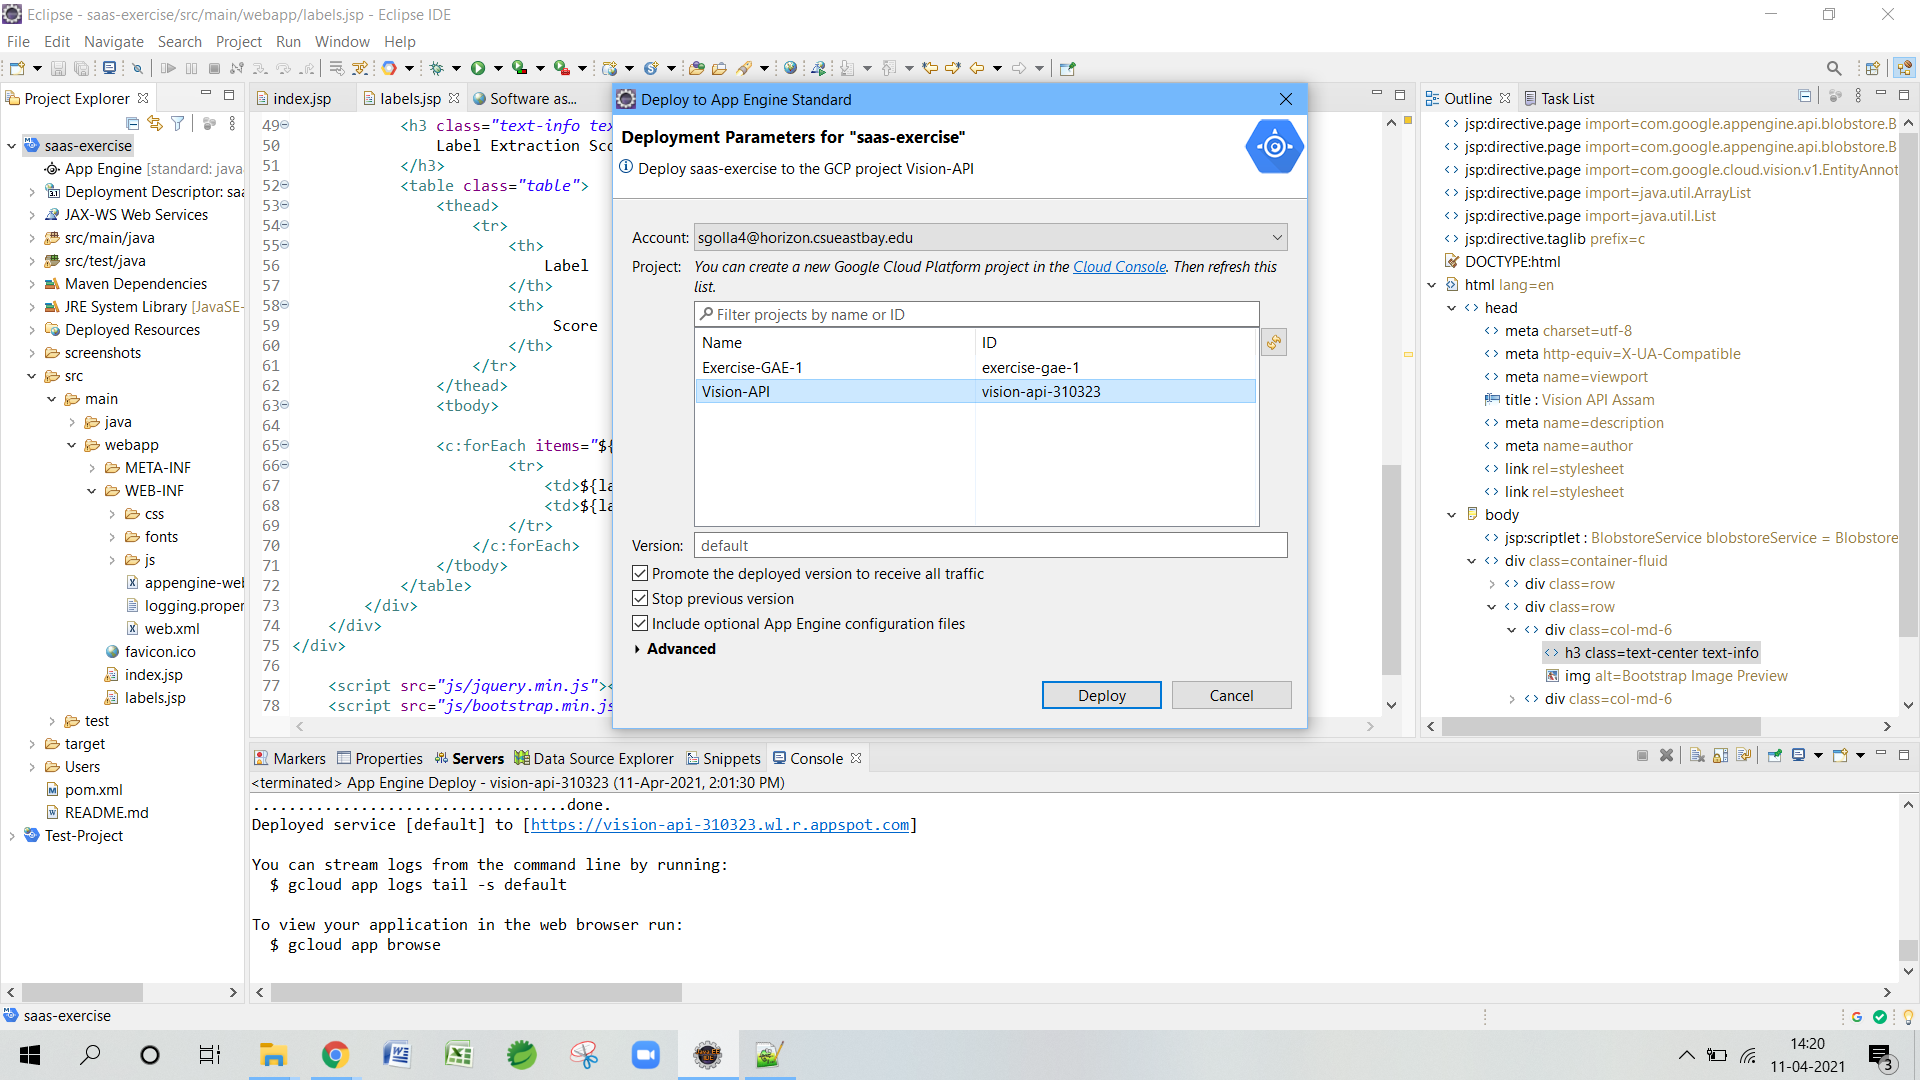 Eclipse - saas-exercise/src/main/webapp/labels.jsp - Eclipse IDE
File Edit Navigate Search Project Run Window Help
Project Explorer
saas-exercise
App Engine [standard: java
Deployment Descriptor: saa
JAX-WS Web Services
src/main/java
src/test/java
Maven Dependencies
JRE System Library [JavaSE-
Deployed Resources
screenshots
src
main
java
webapp
META-INF
WEB-INF
css
fonts
js
appengine-web
logging.proper
web.xml
favicon.ico
index.jsp
labels.jsp
test
target
Users
pom.xml
README.md
Test-Project
index.jsp labels.jsp Software as...
49 <h3 class="text-info tex
50 Label Extraction Sco
51 </h3>
52 <table class="table">
53 <thead>
54 <tr>
55 <th>
56 Label
57 </th>
58 <th>
59 Score
60 </th>
61 </tr>
62 </thead>
63 <tbody>
64
65 <c:forEach items="${
66 <tr>
67 <td>${la
68 <td>${la
69 </tr>
70 </c:forEach>
71 </tbody>
72 </table>
73 </div>
74 </div>
75 </div>
76
77 <script src="js/jquery.min.js"><
78 <script src="js/bootstrap.min.js
Deploy to App Engine Standard
Deployment Parameters for "saas-exercise"
Deploy saas-exercise to the GCP project Vision-API
Account: sgolla4@horizon.csueastbay.edu
Project: You can create a new Google Cloud Platform project in the Cloud Console. Then refresh this
list.
Filter projects by name or ID
Name ID
Exercise-GAE-1 exercise-gae-1
Vision-API vision-api-310323
Version: default
Promote the deployed version to receive all traffic
Stop previous version
Include optional App Engine configuration files
Advanced
Deploy Cancel
Outline Task List
jsp:directive.page import=com.google.appengine.api.blobstore.B
jsp:directive.page import=com.google.appengine.api.blobstore.B
jsp:directive.page import=com.google.cloud.vision.v1.EntityAnnot
jsp:directive.page import=java.util.ArrayList
jsp:directive.page import=java.util.List
jsp:directive.taglib prefix=c
DOCTYPE:html
html lang=en
head
meta charset=utf-8
meta http-equiv=X-UA-Compatible
meta name=viewport
title : Vision API Assam
meta name=description
meta name=author
link rel=stylesheet
link rel=stylesheet
body
jsp:scriptlet : BlobstoreService blobstoreService = Blobstore
div class=container-fluid
div class=row
div class=row
div class=col-md-6
h3 class=text-center text-info
img alt=Bootstrap Image Preview
div class=col-md-6
Markers Properties Servers Data Source Explorer Snippets Console
<terminated> App Engine Deploy - vision-api-310323 (11-Apr-2021, 2:01:30 PM)
...................................done.
Deployed service [default] to [https://vision-api-310323.wl.r.appspot.com]
You can stream logs from the command line by running:
$ gcloud app logs tail -s default
To view your application in the web browser run:
$ gcloud app browse
saas-exercise
14:20
11-04-2021
3